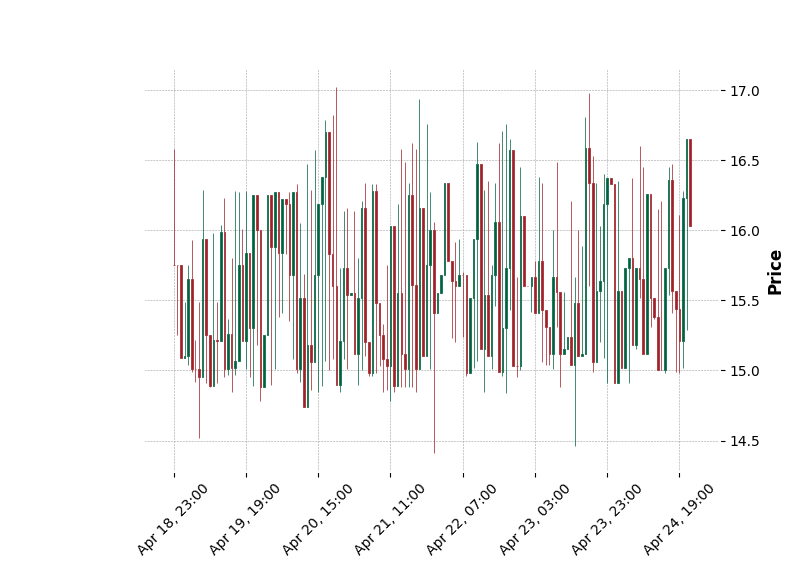 17.0
16.5
16.0
15.5
15.0
14.5
Price
Apr 18, 23:00
Apr 19, 19:00
Apr 20, 15:00
Apr 21, 11:00
Apr 22, 07:00
Apr 23, 03:00
Apr 23, 23:00
Apr 24, 19:00